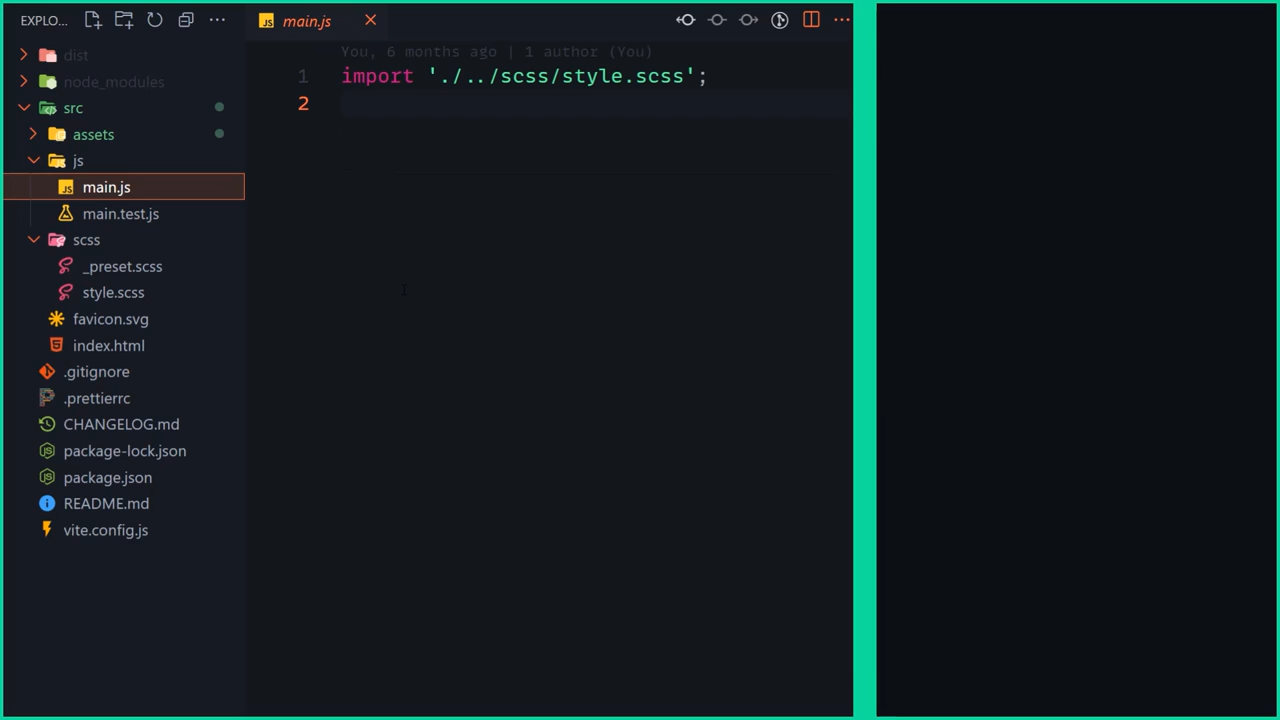 EXPLO...
main.js
dist
node_modules
src
assets
js
main.js
main.test.js
scss
_preset.scss
style.scss
favicon.svg
index.html
.gitignore
.prettierrc
CHANGELOG.md
package-lock.json
package.json
README.md
vite.config.js
You, 6 months ago | 1 author (You)
1 import './../scss/style.scss';
2